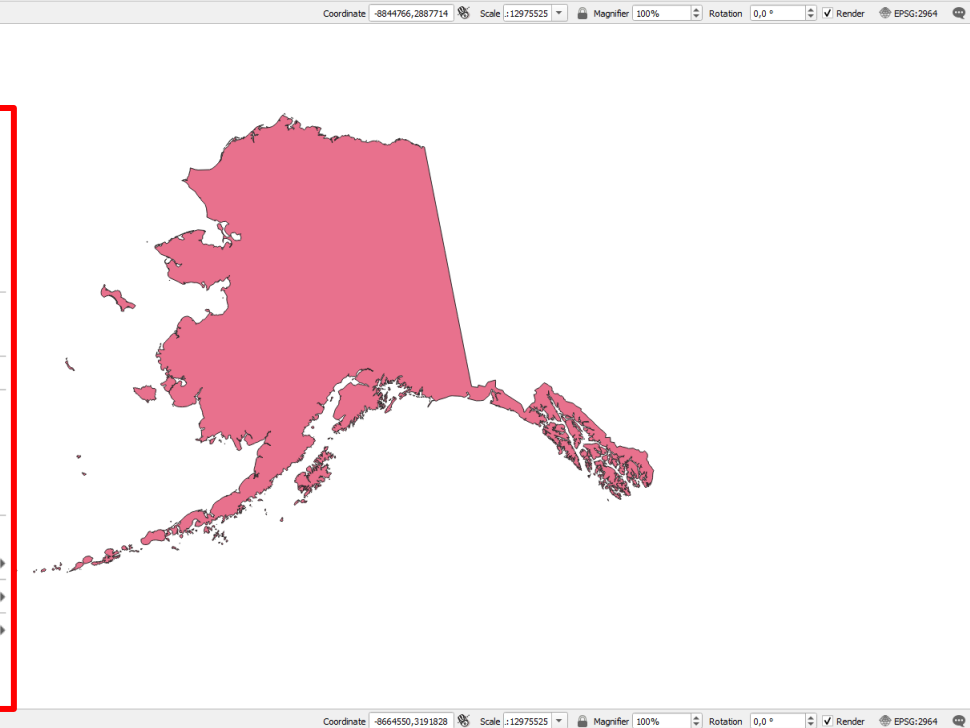 Coordinate -8844766,2887714 Scale .:12975525 Magnifier 100% Rotation 0,0 ° Render EPSG:2964
Coordinate -8664550,3191828 Scale .:12975525 Magnifier 100% Rotation 0,0 ° Render EPSG:2964